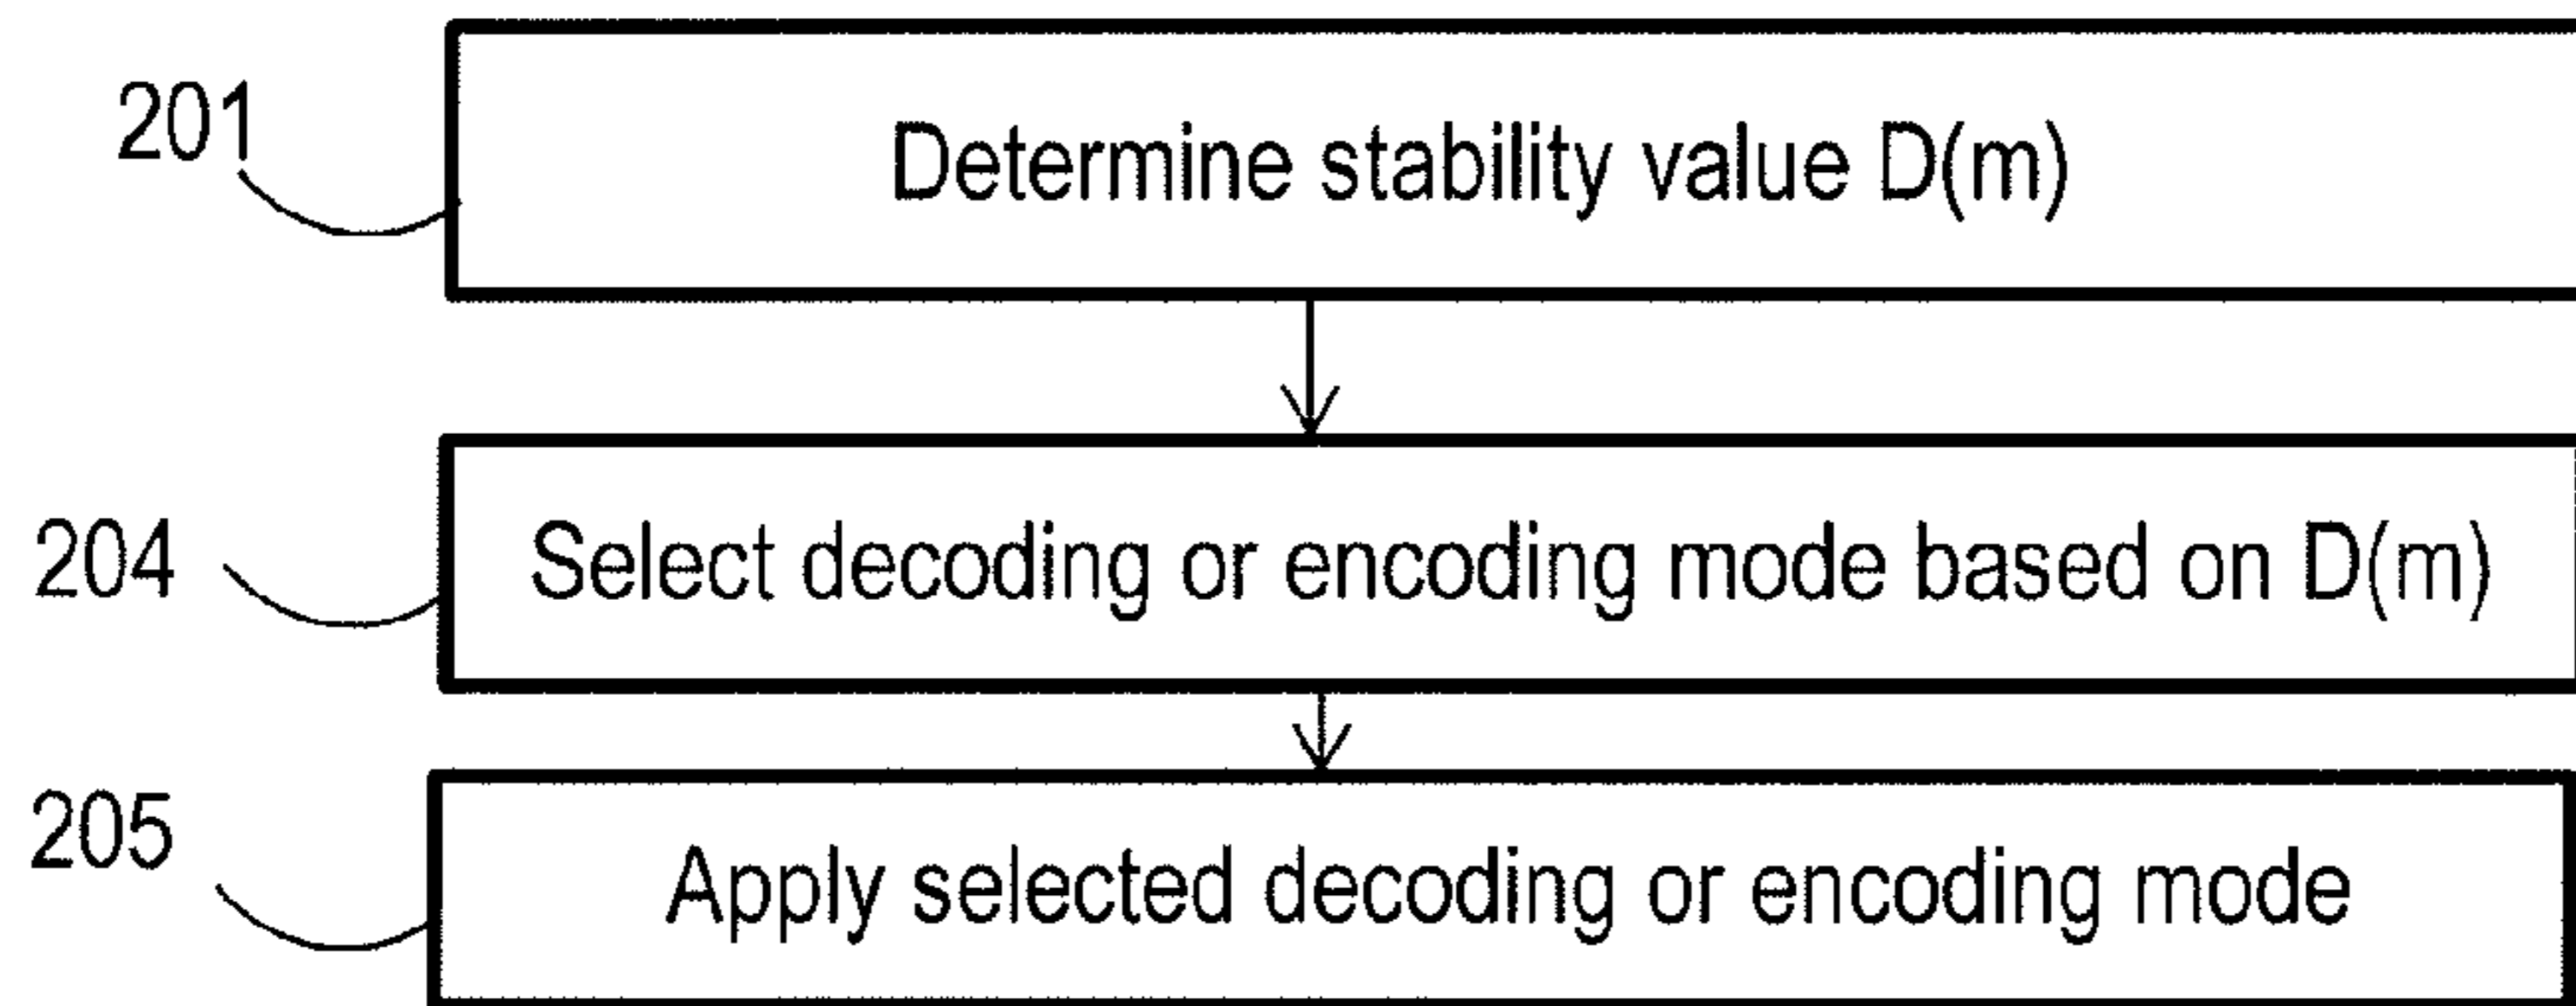 201
Determine stability value D(m)
204
Select decoding or encoding mode based on D(m)
205
Apply selected decoding or encoding mode